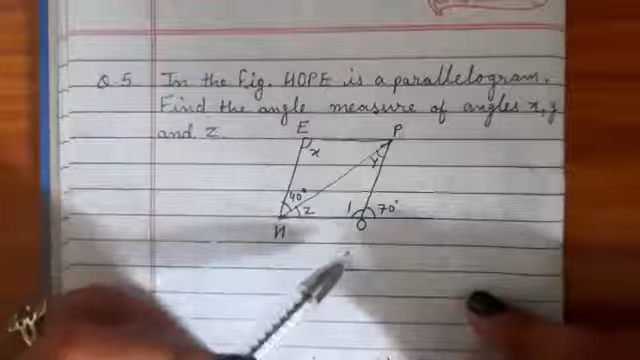 Q 5 In the fig. HOPE is a parallelogram.
Find the angle measure of angles x, y
and z.
E P
x
y
40°
z 1 70°
H O